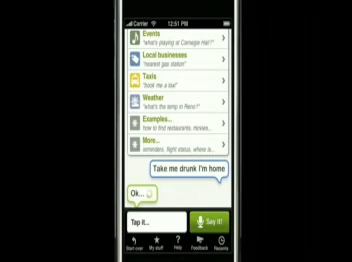 Carrier 12:51 PM
Events
"what's playing at Carnegie Hall?"
Local businesses
"nearest gas station"
Taxis
"book me a taxi"
Weather
"what's the temp in Reno?"
Examples...
how to find restaurants, movies...
More...
reminders, flight status, where is...
Take me drunk I'm home
Ok...
Tap it...
Say it!
Start over My stuff Help Feedback Recents